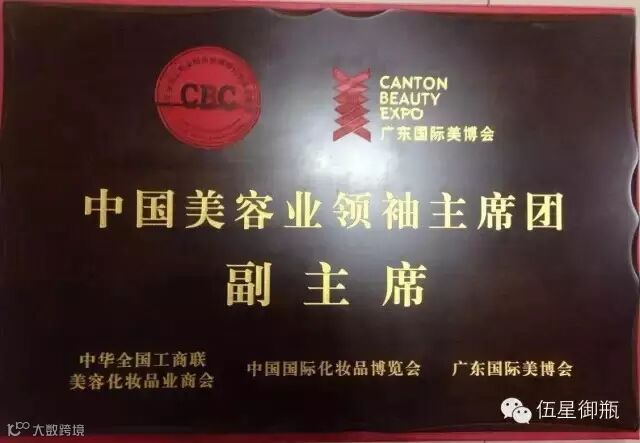 CBC
CANTON
BEAUTY
EXPO
广东国际美博会
中国美容业领袖主席团
副主席
中华全国工商联
美容化妆品业商会
中国国际化妆品博览会
广东国际美博会
伍星御瓶
大数跨境